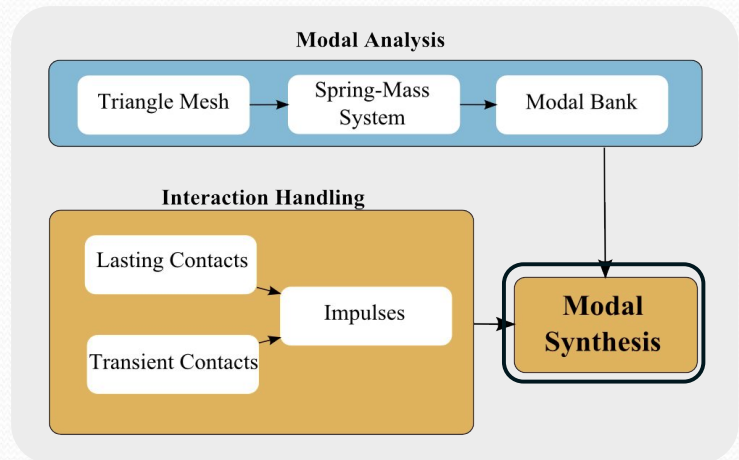 Modal Analysis
Triangle Mesh
Spring-Mass
System
Modal Bank
Interaction Handling
Lasting Contacts
Impulses
Transient Contacts
Modal
Synthesis